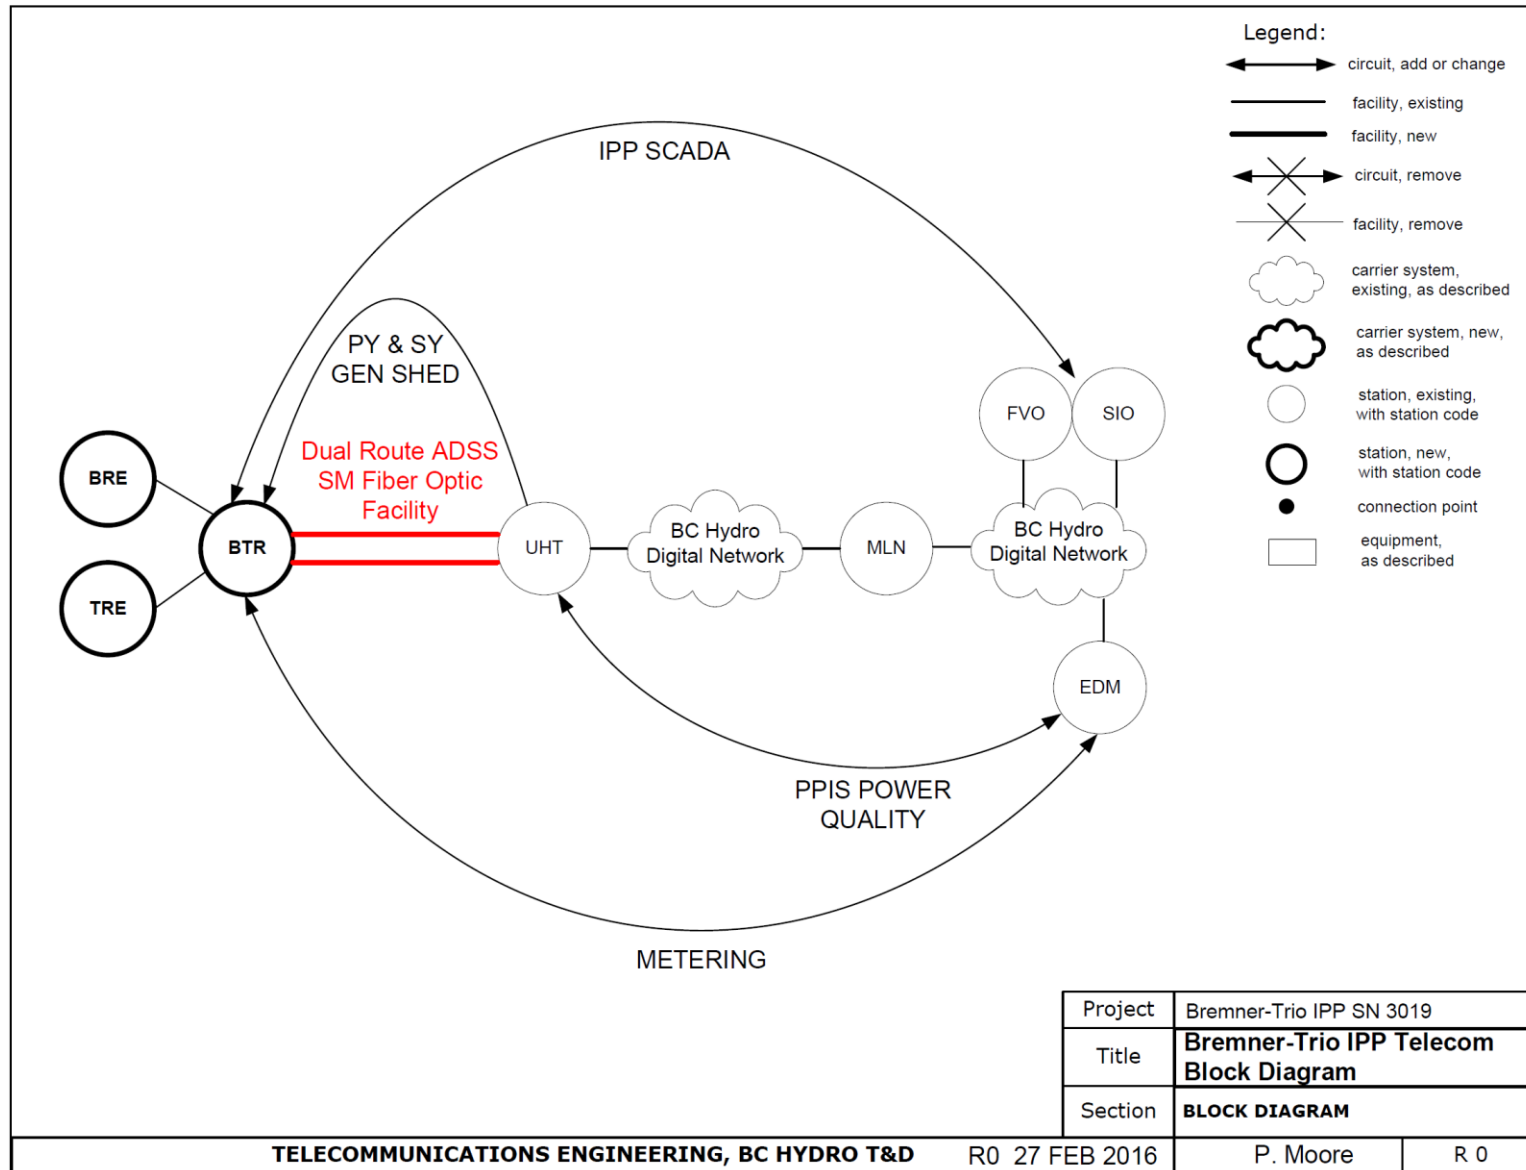 Legend:
circuit, add or change
facility, existing
facility, new
circuit, remove
facility, remove
carrier system,
existing, as described
carrier system, new,
as described
station, existing,
with station code
station, new,
with station code
connection point
equipment,
as described
IPP SCADA
PY & SY
GEN SHED
Dual Route ADSS
SM Fiber Optic
Facility
FVO
SIO
BRE
BTR
TRE
UHT
BC Hydro
Digital Network
MLN
BC Hydro
Digital Network
EDM
PPIS POWER
QUALITY
METERING
Project
Bremner-Trio IPP SN 3019
Title
Bremner-Trio IPP Telecom
Block Diagram
Section
BLOCK DIAGRAM
TELECOMMUNICATIONS ENGINEERING, BC HYDRO T&D
R0 27 FEB 2016
P. Moore
R 0